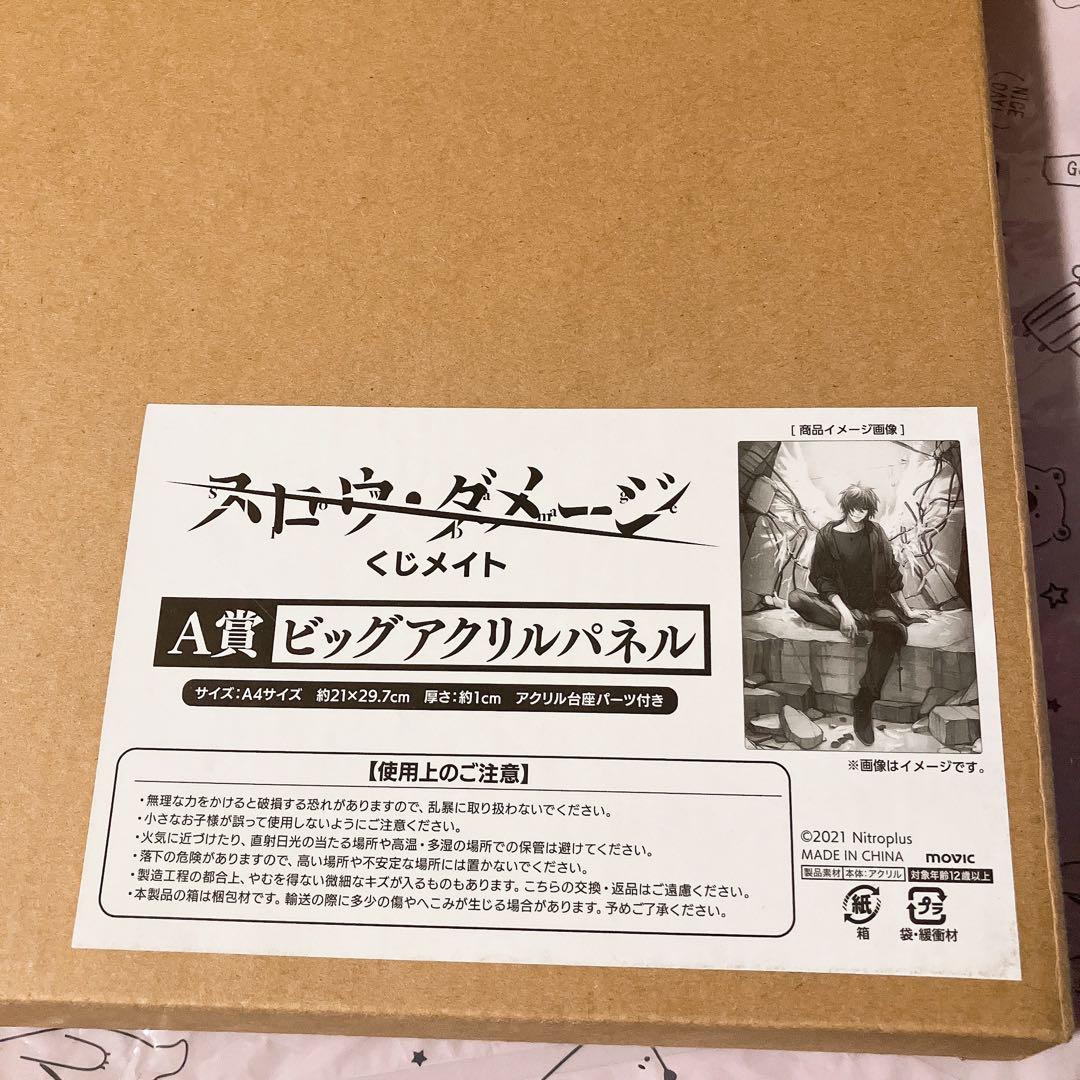 NICE
DAY!
[商品イメージ画像]
スロウ・ダメージ
slow damage
くじメイト
A賞 ビッグアクリルパネル
サイズ:A4サイズ 約21×29.7cm 厚さ:約1cm アクリル台座パーツ付き
※画像はイメージです。
【使用上のご注意】
・無理な力をかけると破損する恐れがありますので、乱暴に取り扱わないでください。
・小さなお子様が誤って使用しないようにご注意ください。
・火気に近づけたり、直射日光の当たる場所や高温・多湿の場所での保管は避けてください。
・落下の危険がありますので、高い場所や不安定な場所には置かないでください。
・製造工程の都合上、やむを得ない微細なキズが入るものもあります。こちらの交換・返品はご遠慮ください。
・本製品の箱は梱包材です。輸送の際に多少の傷やへこみが生じる場合があります。予めご了承ください。
©2021 Nitroplus
MADE IN CHINA movic
製品素材 本体:アクリル 対象年齢12歳以上
紙 プラ
箱 袋・緩衝材